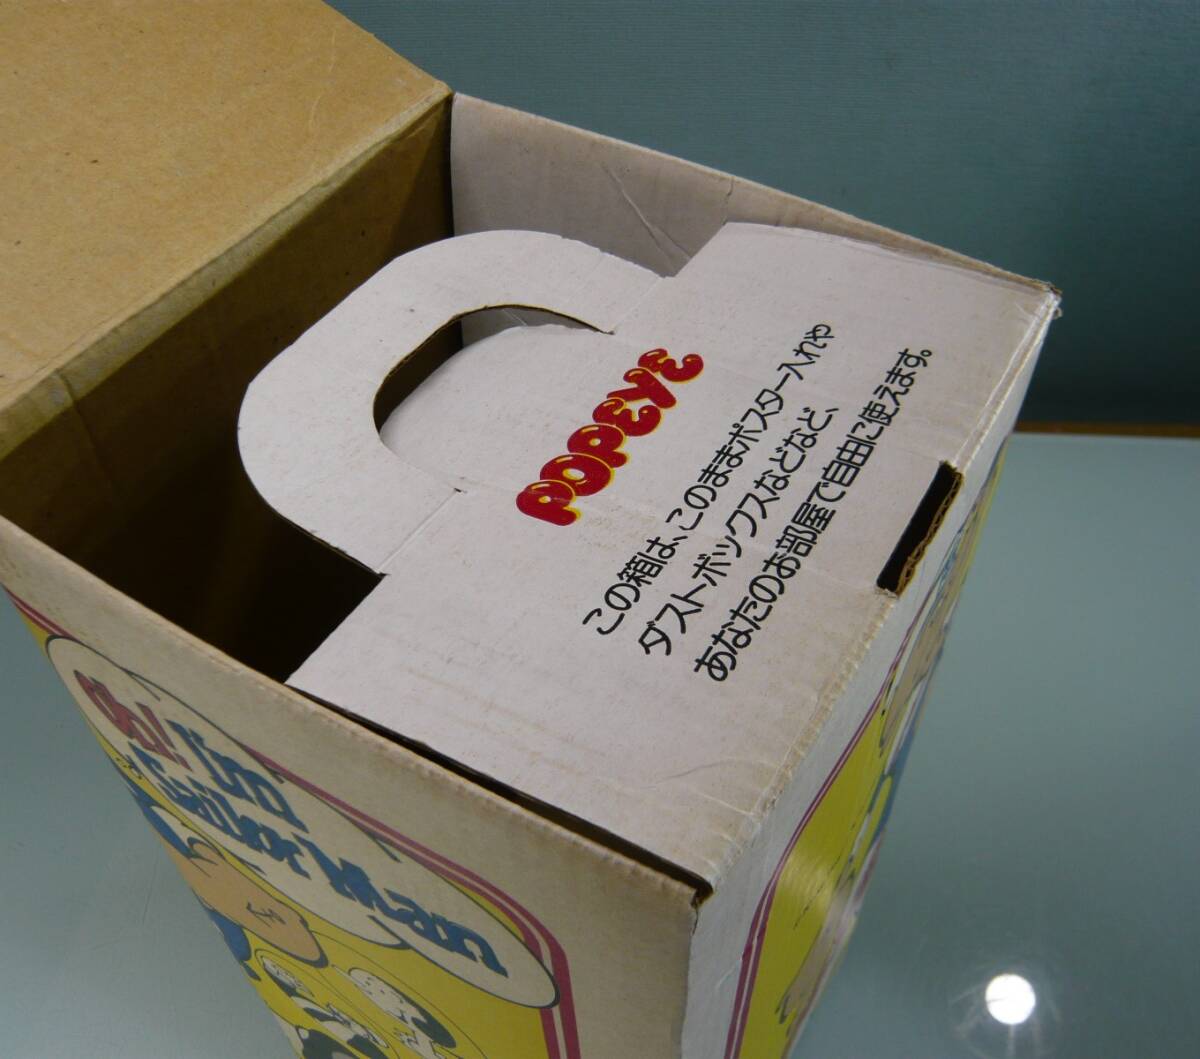 POPEYE
この箱は、このままポスター入れや
ダストボックスなどなど、
あなたのお部屋で自由に使えます。
Oh! I'm
Sailor Man